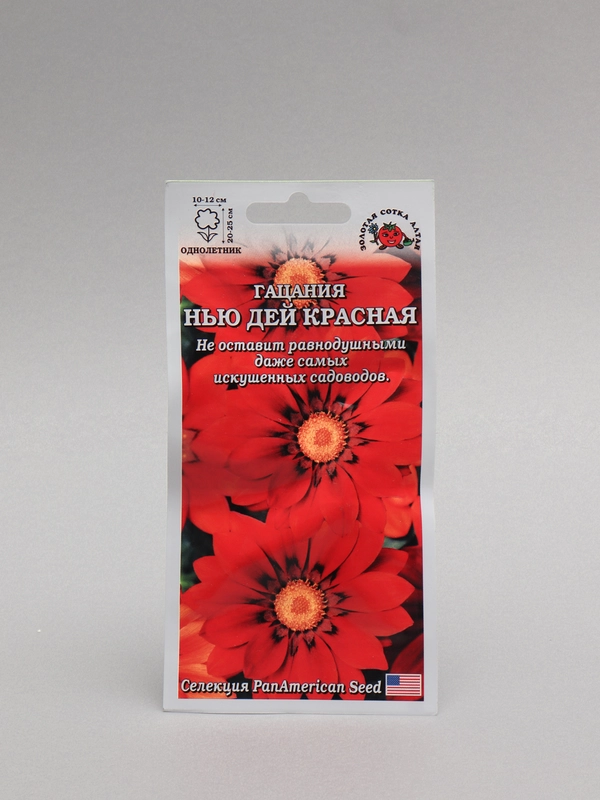 10-12 см
20-25 см
ОДНОЛЕТНИК
ЗОЛОТАЯ СОТКА АЛТАЯ
ГАЦАНИЯ
НЬЮ ДЕЙ КРАСНАЯ
Не оставит равнодушными
даже самых
искушенных садоводов.
Селекция PanAmerican Seed